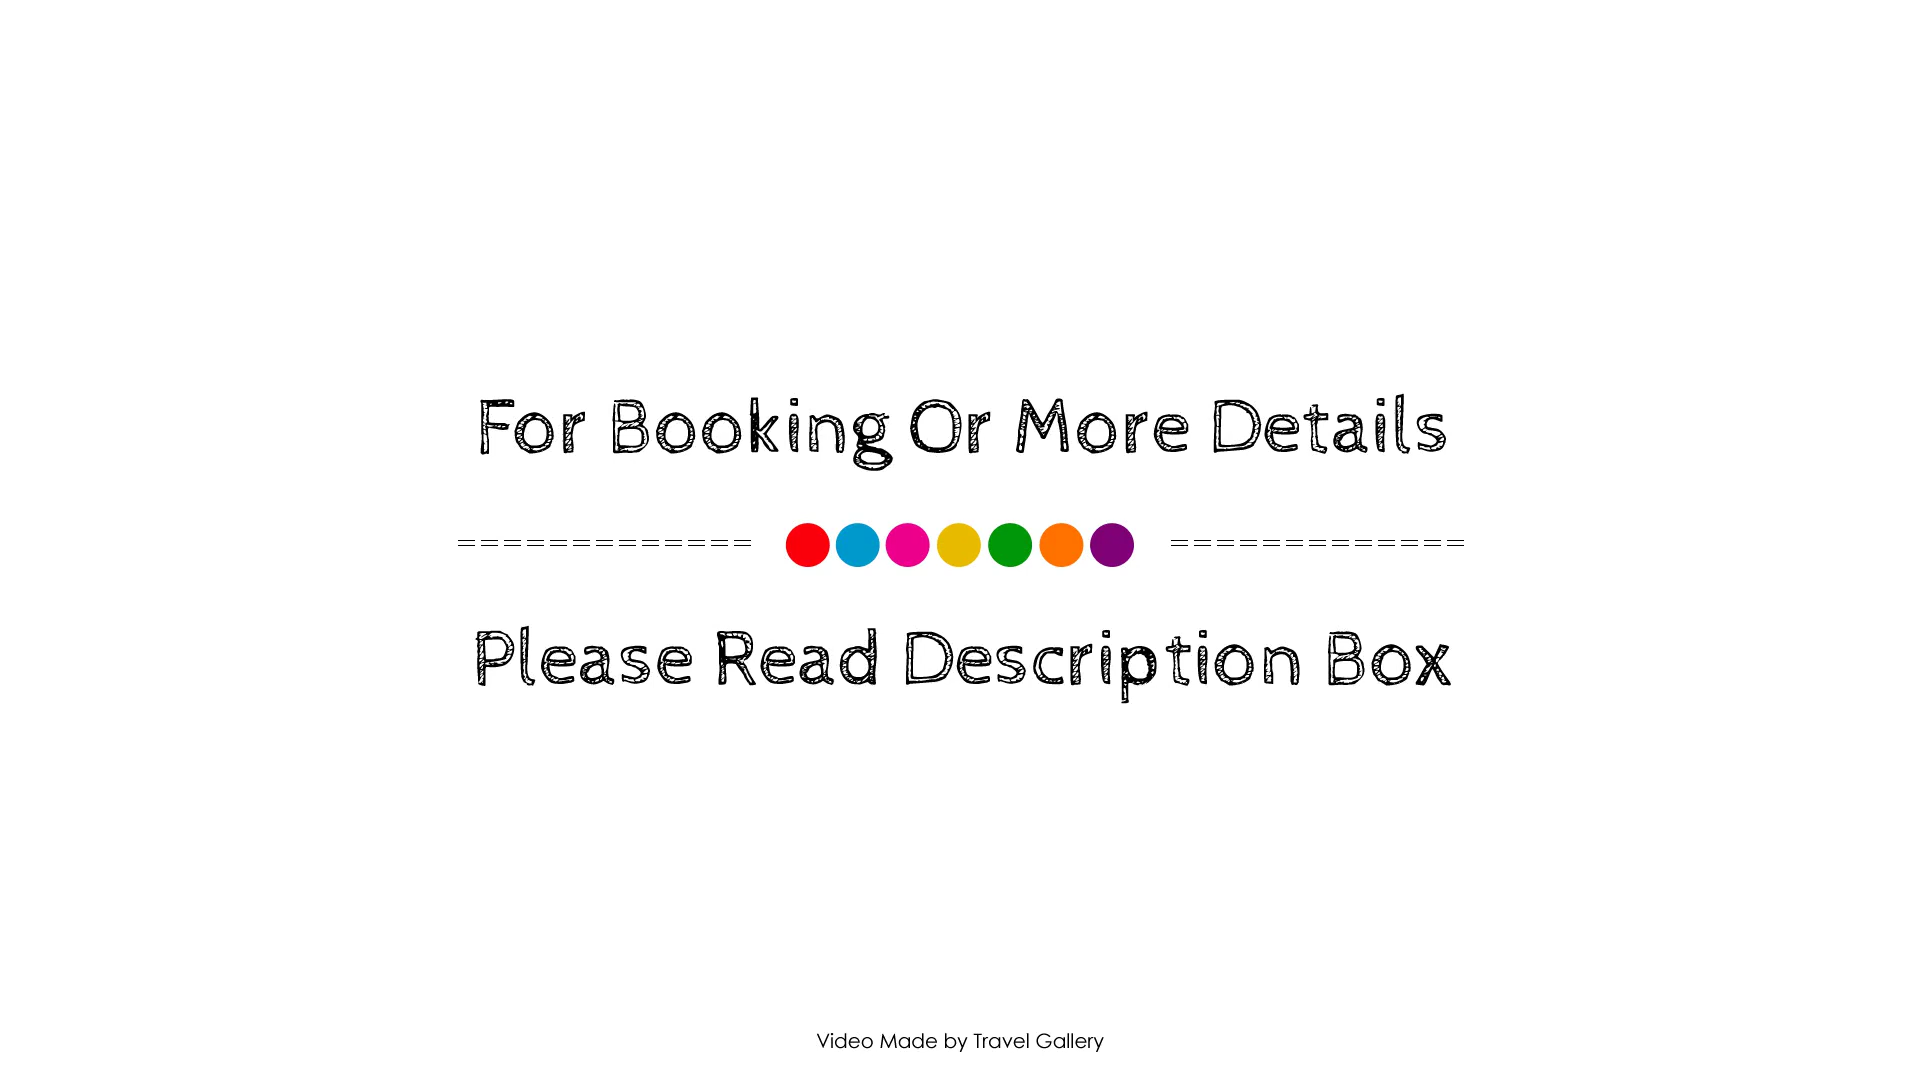 For Booking Or More Details
============= =============
Please Read Description Box
Video Made by Travel Gallery